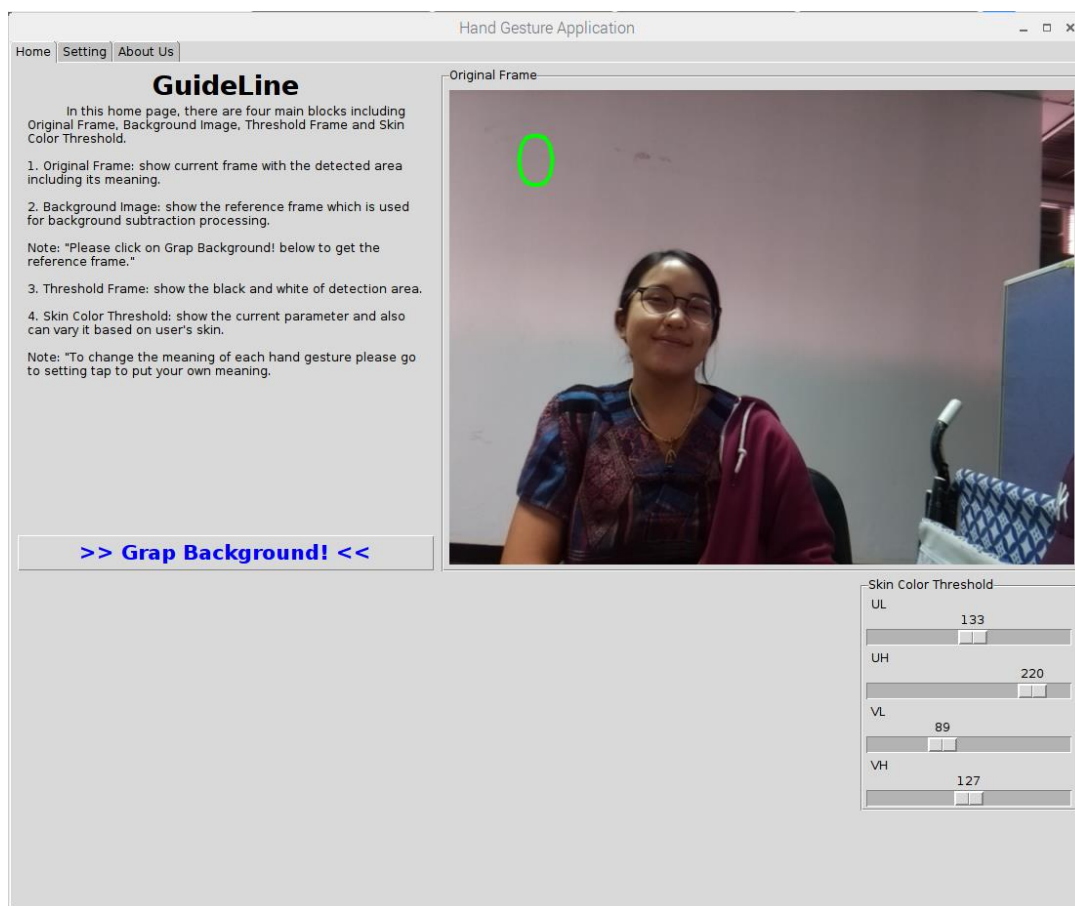 Hand Gesture Application
Home Setting About Us
GuideLine
In this home page, there are four main blocks including
Original Frame, Background Image, Threshold Frame and Skin
Color Threshold.
1. Original Frame: show current frame with the detected area
including its meaning.
2. Background Image: show the reference frame which is used
for background subtraction processing.
Note: "Please click on Grap Background! below to get the
reference frame."
3. Threshold Frame: show the black and white of detection area.
4. Skin Color Threshold: show the current parameter and also
can vary it based on user's skin.
Note: "To change the meaning of each hand gesture please go
to setting tap to put your own meaning.
>> Grap Background! <<
Original Frame
0
Skin Color Threshold
UL
133
UH
220
VL
89
VH
127